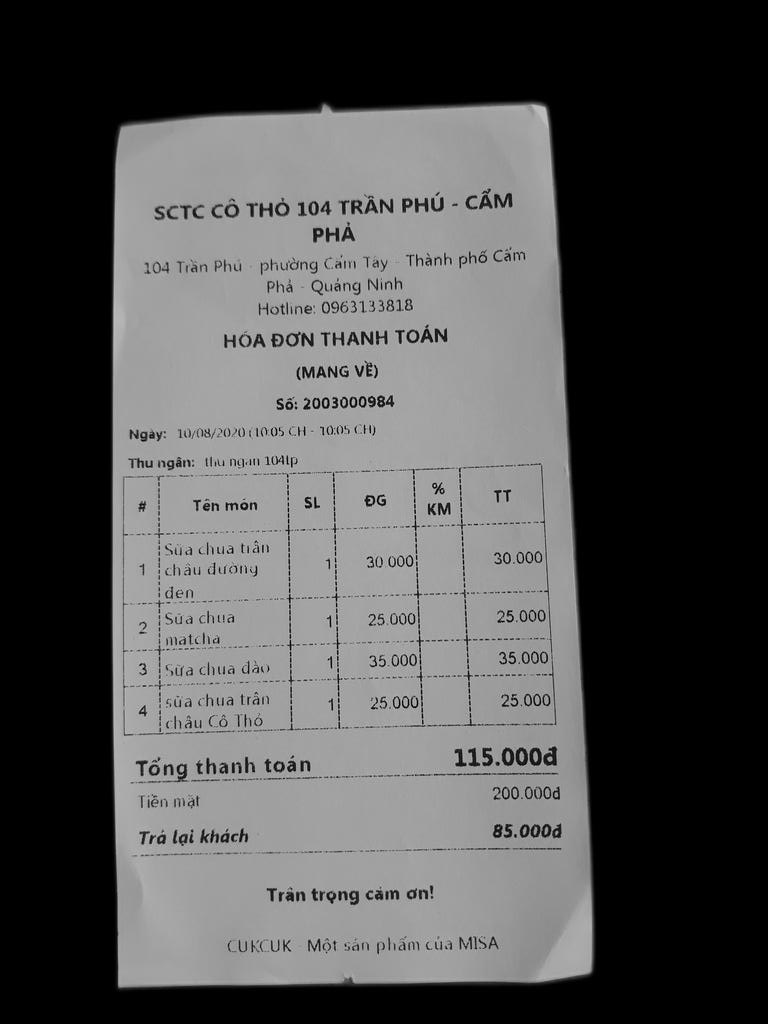 SCTC CÔ THỎ 104 TRẦN PHÚ - CẨM
PHẢ
104 Trần Phú - phường Cẩm Tây - Thành phố Cẩm
Phả - Quảng Ninh
Hotline: 0963133818
HÓA ĐƠN THANH TOÁN
(MANG VỀ)
Số: 2003000984
Ngày: 10/08/2020 (10:05 CH - 10:05 CH)
Thu ngân: thu ngan 104tp
# Tên món SL ĐG % KM TT
1 Sữa chua trân châu đường đen 1 30.000 30.000
2 Sữa chua matcha 1 25.000 25.000
3 Sữa chua đào 1 35.000 35.000
4 sữa chua trân châu Cô Thỏ 1 25.000 25.000
Tổng thanh toán 115.000đ
Tiền mặt 200.000đ
Trả lại khách 85.000đ
Trân trọng cảm ơn!
CUKCUK - Một sản phẩm của MISA